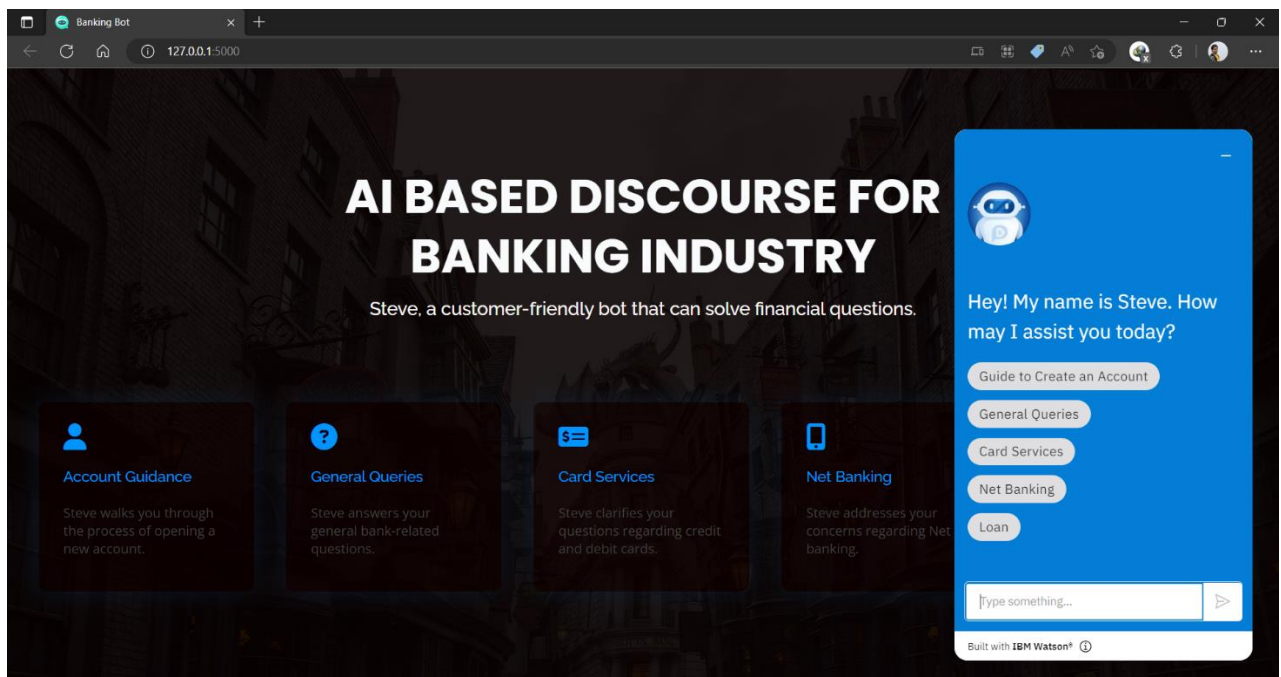 Banking Bot
127.0.0.1:5000
AI BASED DISCOURSE FOR
BANKING INDUSTRY
Steve, a customer-friendly bot that can solve financial questions.
Account Guidance
Steve walks you through
the process of opening a
new account.
General Queries
Steve answers your
general bank-related
questions.
Card Services
Steve clarifies your
questions regarding credit
and debit cards.
Net Banking
Steve addresses your
concerns regarding Net
banking.
Hey! My name is Steve. How
may I assist you today?
Guide to Create an Account
General Queries
Card Services
Net Banking
Loan
Type something...
Built with IBM Watson®